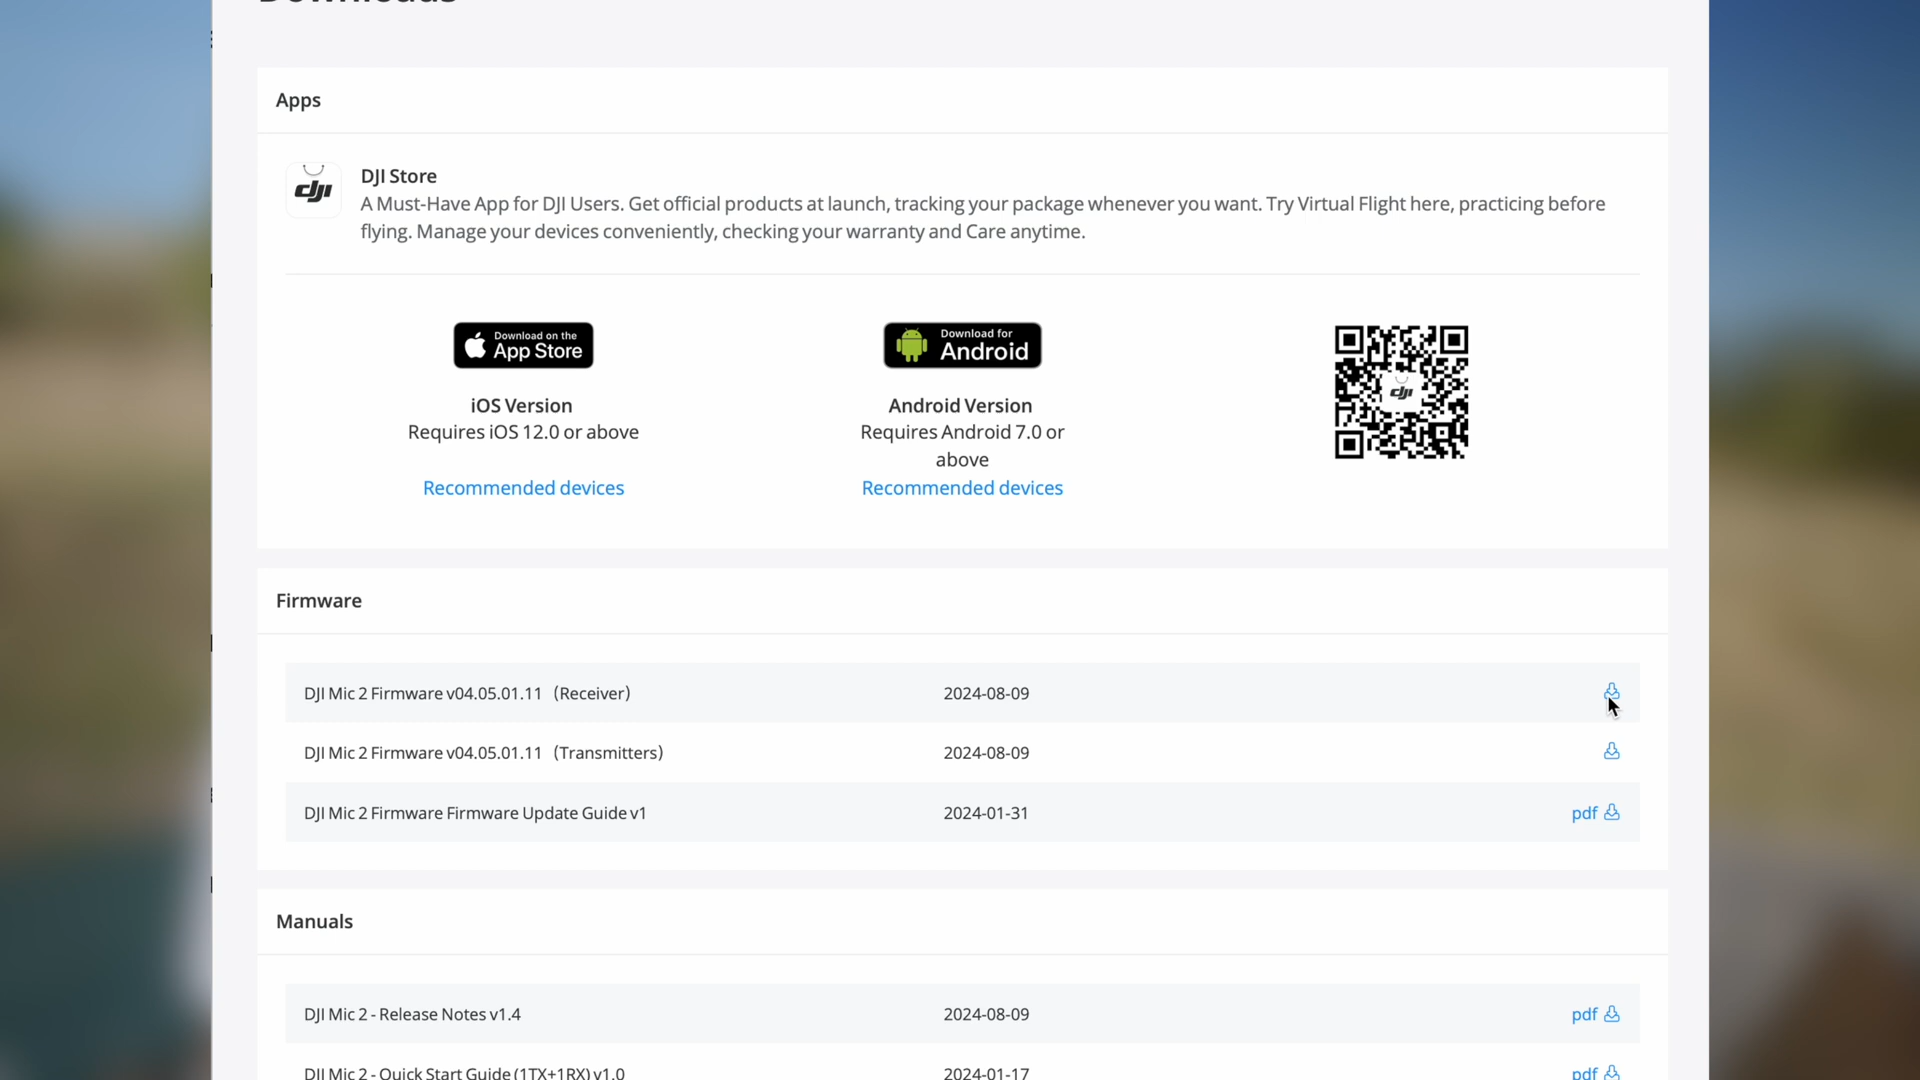 Downloads
Apps
dji
DJI Store
A Must-Have App for DJI Users. Get official products at launch, tracking your package whenever you want. Try Virtual Flight here, practicing before
flying. Manage your devices conveniently, checking your warranty and Care anytime.
Download on the
App Store
Download for
Android
dji
iOS Version
Requires iOS 12.0 or above
Recommended devices
Android Version
Requires Android 7.0 or
above
Recommended devices
Firmware
DJI Mic 2 Firmware v04.05.01.11 (Receiver) 2024-08-09
DJI Mic 2 Firmware v04.05.01.11 (Transmitters) 2024-08-09
DJI Mic 2 Firmware Firmware Update Guide v1 2024-01-31 pdf
Manuals
DJI Mic 2 - Release Notes v1.4 2024-08-09 pdf
DJI Mic 2 - Quick Start Guide (1TX+1RX) v1.0 2024-01-17 pdf